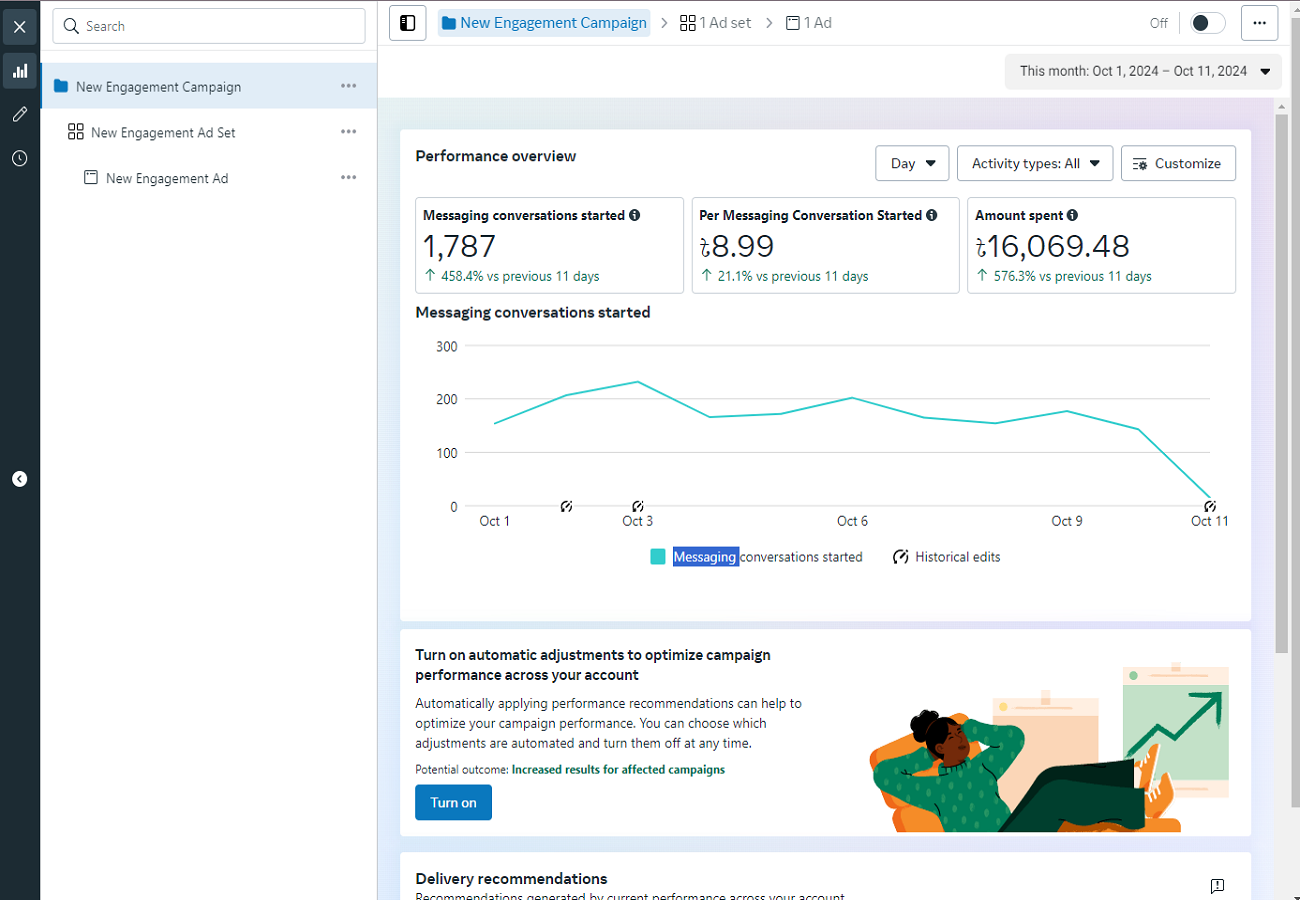 Search
New Engagement Campaign
New Engagement Ad Set
New Engagement Ad
New Engagement Campaign > 1 Ad set > 1 Ad
Off
This month: Oct 1, 2024 – Oct 11, 2024
Performance overview
Day
Activity types: All
Customize
Messaging conversations started
1,787
↑ 458.4% vs previous 11 days
Per Messaging Conversation Started
৳8.99
↑ 21.1% vs previous 11 days
Amount spent
৳16,069.48
↑ 576.3% vs previous 11 days
Messaging conversations started
300
200
100
0
Oct 1 Oct 3 Oct 6 Oct 9 Oct 11
Messaging conversations started Historical edits
Turn on automatic adjustments to optimize campaign
performance across your account
Automatically applying performance recommendations can help to
optimize your campaign performance. You can choose which
adjustments are automated and turn them off at any time.
Potential outcome: Increased results for affected campaigns
Turn on
Delivery recommendations
Recommendations generated by current performance across your account